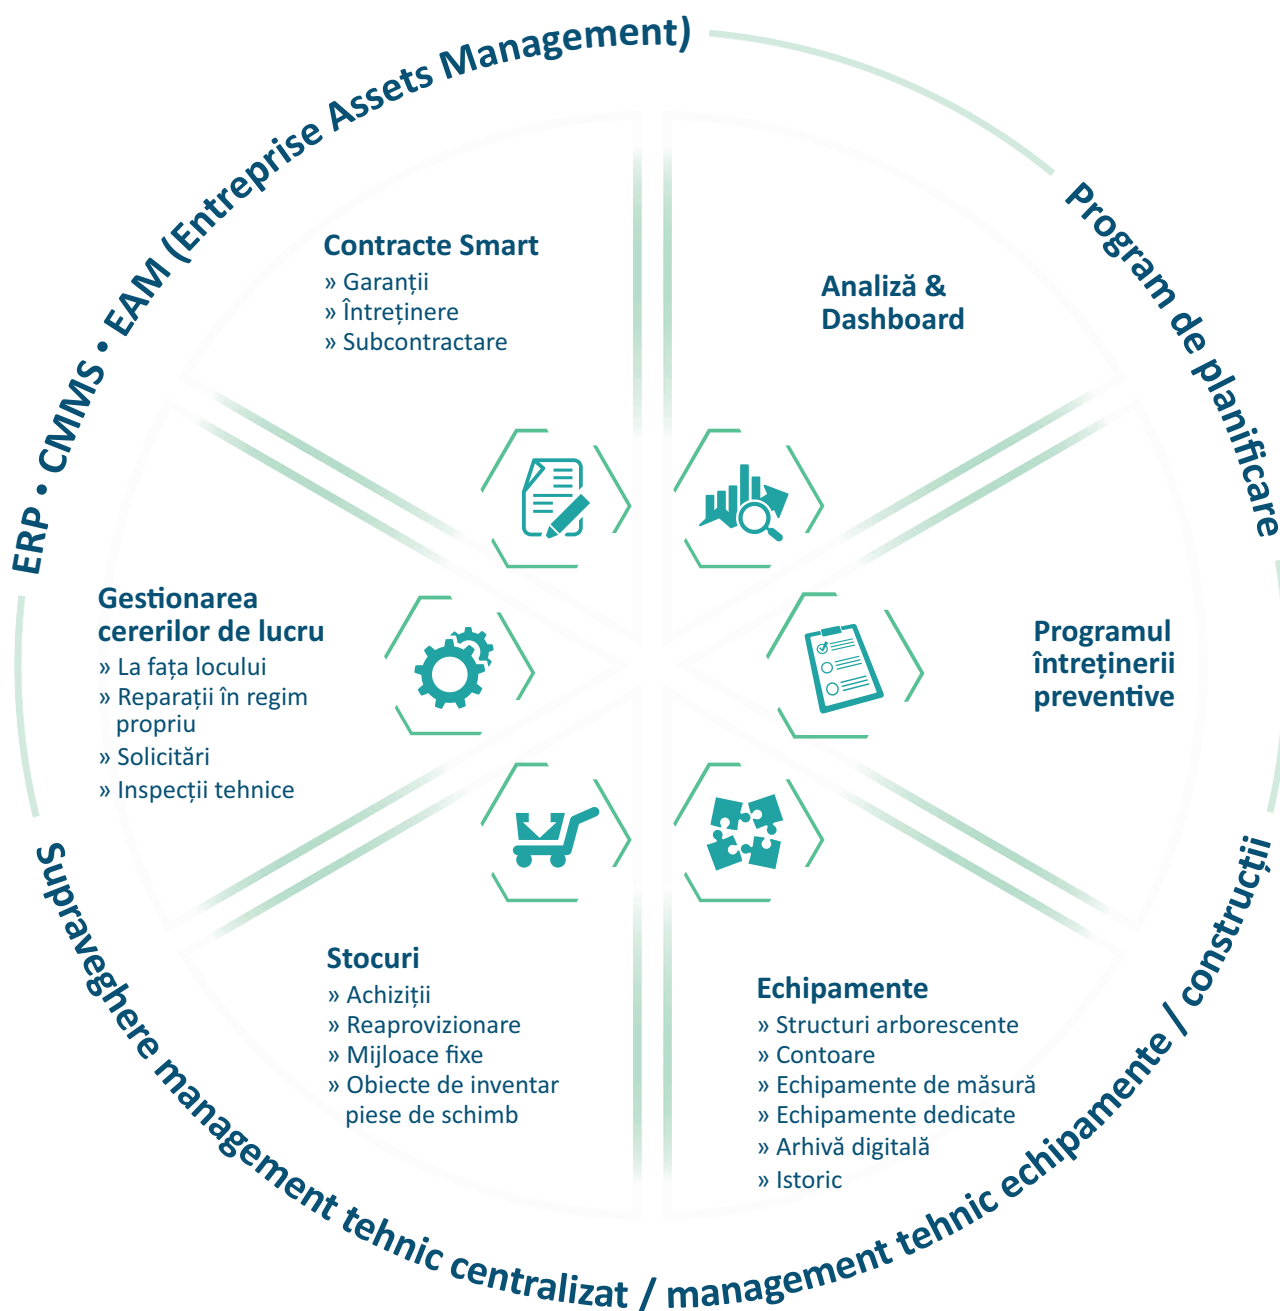 ERP • CMMS • EAM (Entreprise Assets Management)
Program de planificare
Contracte Smart
» Garanții
» Întreținere
» Subcontractare
Analiză &
Dashboard
Gestionarea
cererilor de lucru
» La fața locului
» Reparații în regim
propriu
» Solicitări
» Inspecții tehnice
Programul
întreținerii
preventive
Stocuri
» Achiziții
» Reaprovizionare
» Mijloace fixe
» Obiecte de inventar
piese de schimb
Echipamente
» Structuri arborescente
» Contoare
» Echipamente de măsură
» Echipamente dedicate
» Arhivă digitală
» Istoric
Supraveghere management tehnic centralizat / management tehnic echipamente / construcții